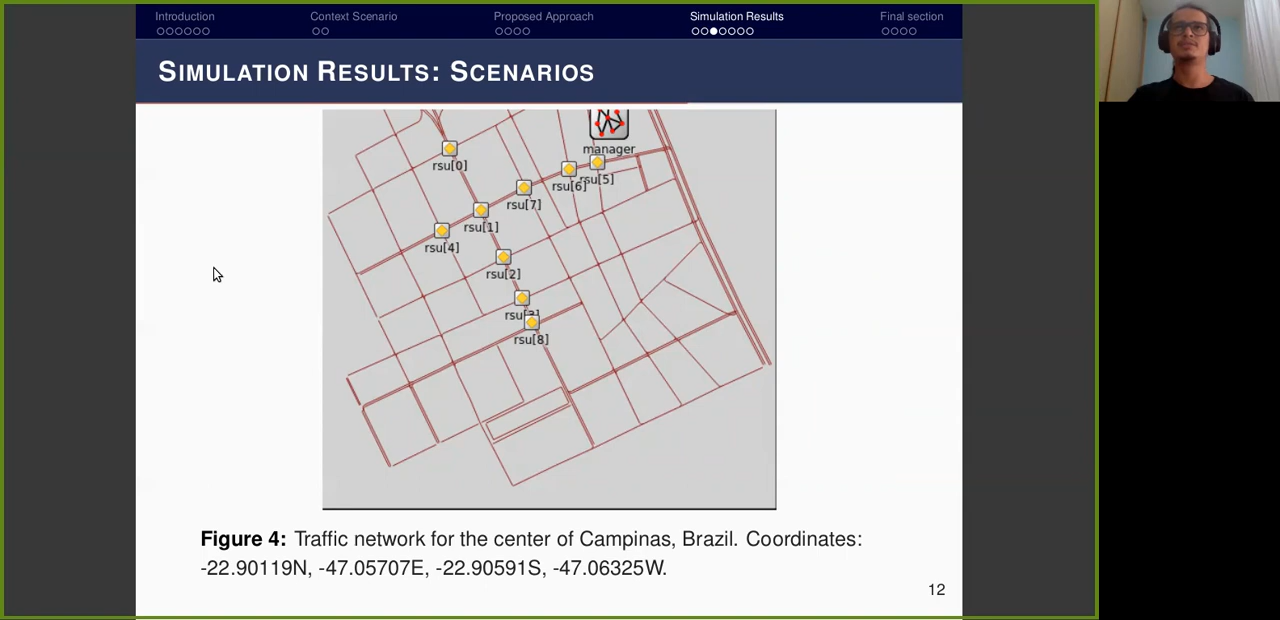 Introduction
Context Scenario
Proposed Approach
Simulation Results
Final section
SIMULATION RESULTS: SCENARIOS
manager
rsu[0]
rsu[5]
rsu[6]
rsu[7]
rsu[1]
rsu[4]
rsu[2]
rsu[8]
Figure 4: Traffic network for the center of Campinas, Brazil. Coordinates:
-22.90119N, -47.05707E, -22.90591S, -47.06325W.
12